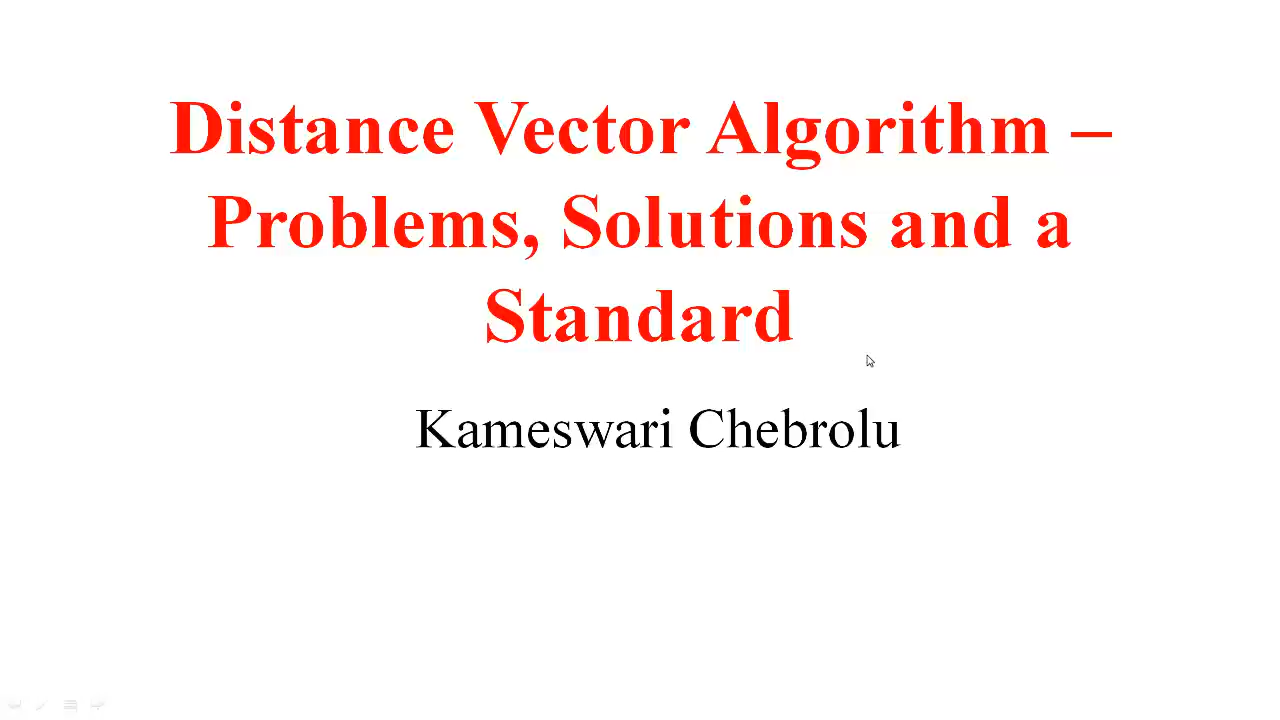 Distance Vector Algorithm –
Problems, Solutions and a
Standard
Kameswari Chebrolu